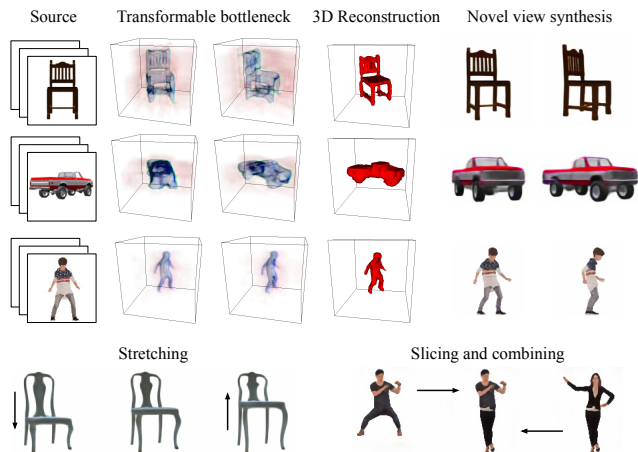 Source
Transformable bottleneck
3D Reconstruction
Novel view synthesis
Stretching
Slicing and combining